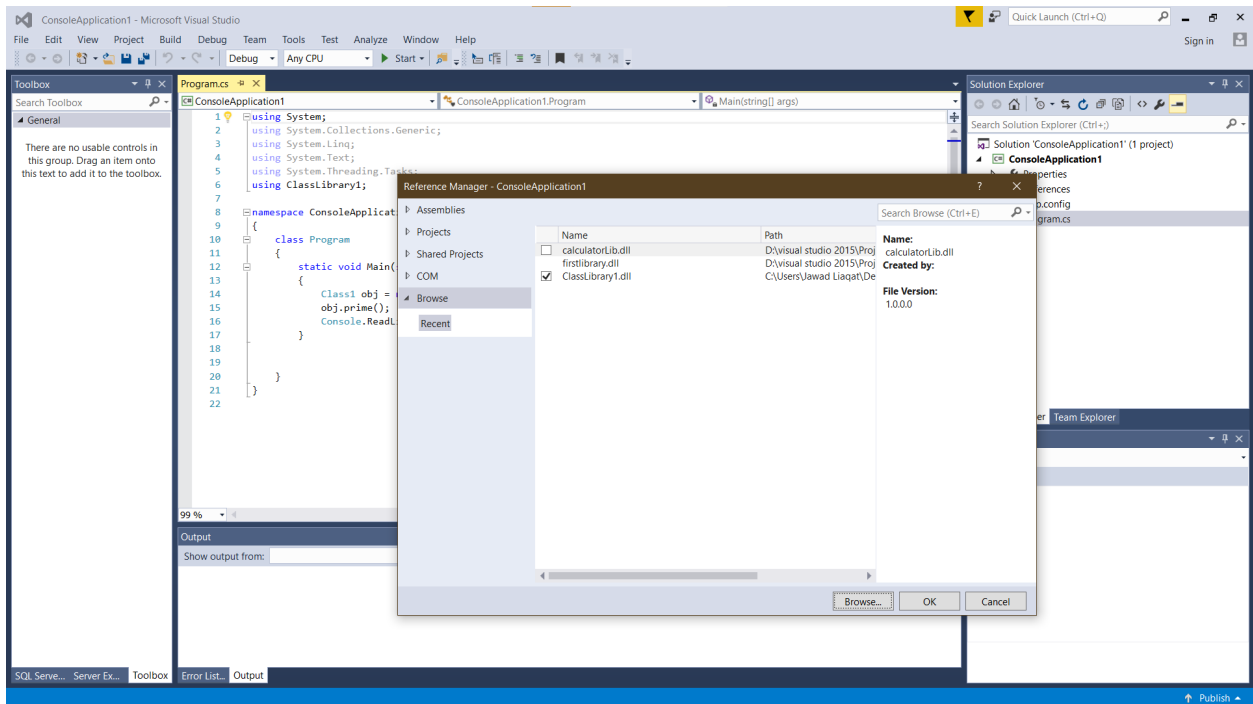 ConsoleApplication1 - Microsoft Visual Studio
Quick Launch (Ctrl+Q)
File Edit View Project Build Debug Team Tools Test Analyze Window Help
Sign in
Debug Any CPU Start
Toolbox
Search Toolbox
General
There are no usable controls in
this group. Drag an item onto
this text to add it to the toolbox.
SQL Serve... Server Ex... Toolbox
Program.cs
ConsoleApplication1 ConsoleApplication1.Program Main(string[] args)
1 using System;
2 using System.Collections.Generic;
3 using System.Linq;
4 using System.Text;
5 using System.Threading.Tasks;
6 using ClassLibrary1;
7
8 namespace ConsoleApplicat
9 {
10 class Program
11 {
12 static void Main(
13 {
14 Class1 obj =
15 obj.prime();
16 Console.ReadL
17 }
18
19
20 }
21 }
22
99 %
Output
Show output from:
Error List... Output
Reference Manager - ConsoleApplication1
? ×
Assemblies
Projects
Shared Projects
COM
Browse
Recent
Name Path
calculatorLib.dll D:\visual studio 2015\Proj
firstlibrary.dll D:\visual studio 2015\Proj
ClassLibrary1.dll C:\Users\Jawad Liaqat\De
Search Browse (Ctrl+E)
Name:
calculatorLib.dll
Created by:
File Version:
1.0.0.0
Browse... OK Cancel
Solution Explorer
Search Solution Explorer (Ctrl+;)
Solution 'ConsoleApplication1' (1 project)
C# ConsoleApplication1
Properties
erences
p.config
gram.cs
er Team Explorer
Publish